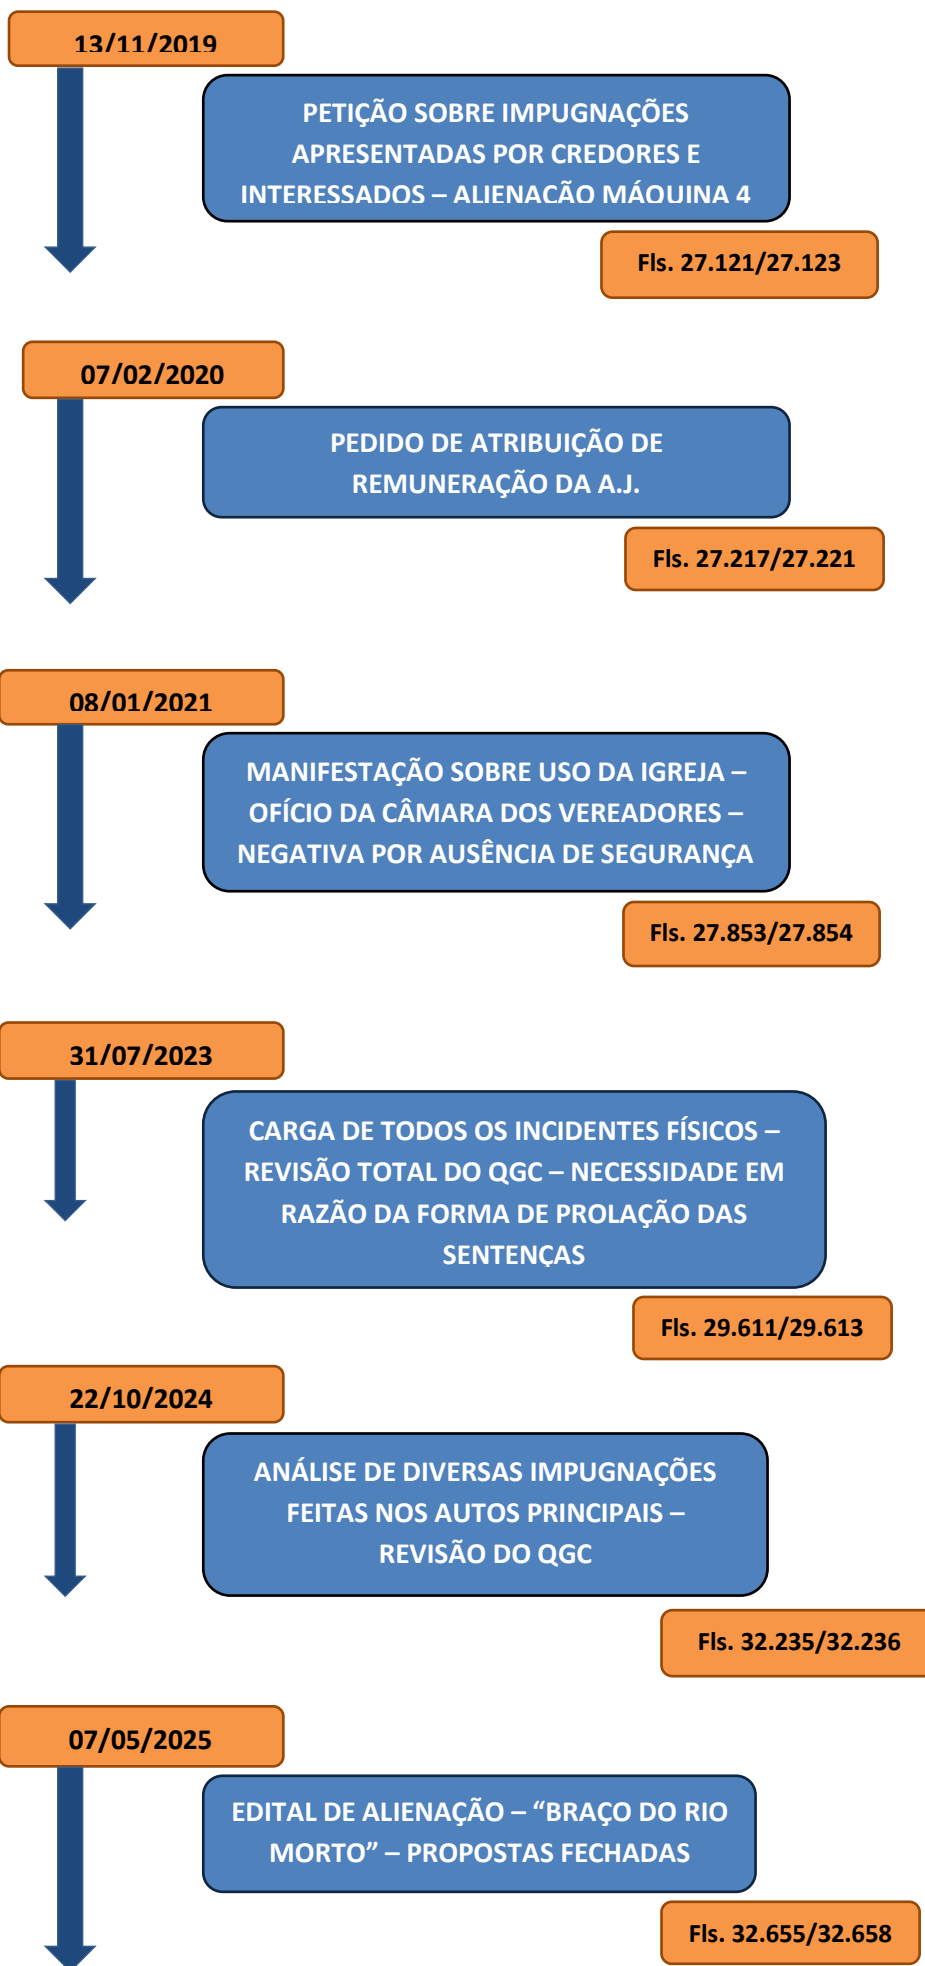 13/11/2019
PETIÇÃO SOBRE IMPUGNAÇÕES
APRESENTADAS POR CREDORES E
INTERESSADOS – ALIENAÇÃO MÁQUINA 4
Fls. 27.121/27.123
07/02/2020
PEDIDO DE ATRIBUIÇÃO DE
REMUNERAÇÃO DA A.J.
Fls. 27.217/27.221
08/01/2021
MANIFESTAÇÃO SOBRE USO DA IGREJA –
OFÍCIO DA CÂMARA DOS VEREADORES –
NEGATIVA POR AUSÊNCIA DE SEGURANÇA
Fls. 27.853/27.854
31/07/2023
CARGA DE TODOS OS INCIDENTES FÍSICOS –
REVISÃO TOTAL DO QGC – NECESSIDADE EM
RAZÃO DA FORMA DE PROLAÇÃO DAS
SENTENÇAS
Fls. 29.611/29.613
22/10/2024
ANÁLISE DE DIVERSAS IMPUGNAÇÕES
FEITAS NOS AUTOS PRINCIPAIS –
REVISÃO DO QGC
Fls. 32.235/32.236
07/05/2025
EDITAL DE ALIENAÇÃO – “BRAÇO DO RIO
MORTO” – PROPOSTAS FECHADAS
Fls. 32.655/32.658